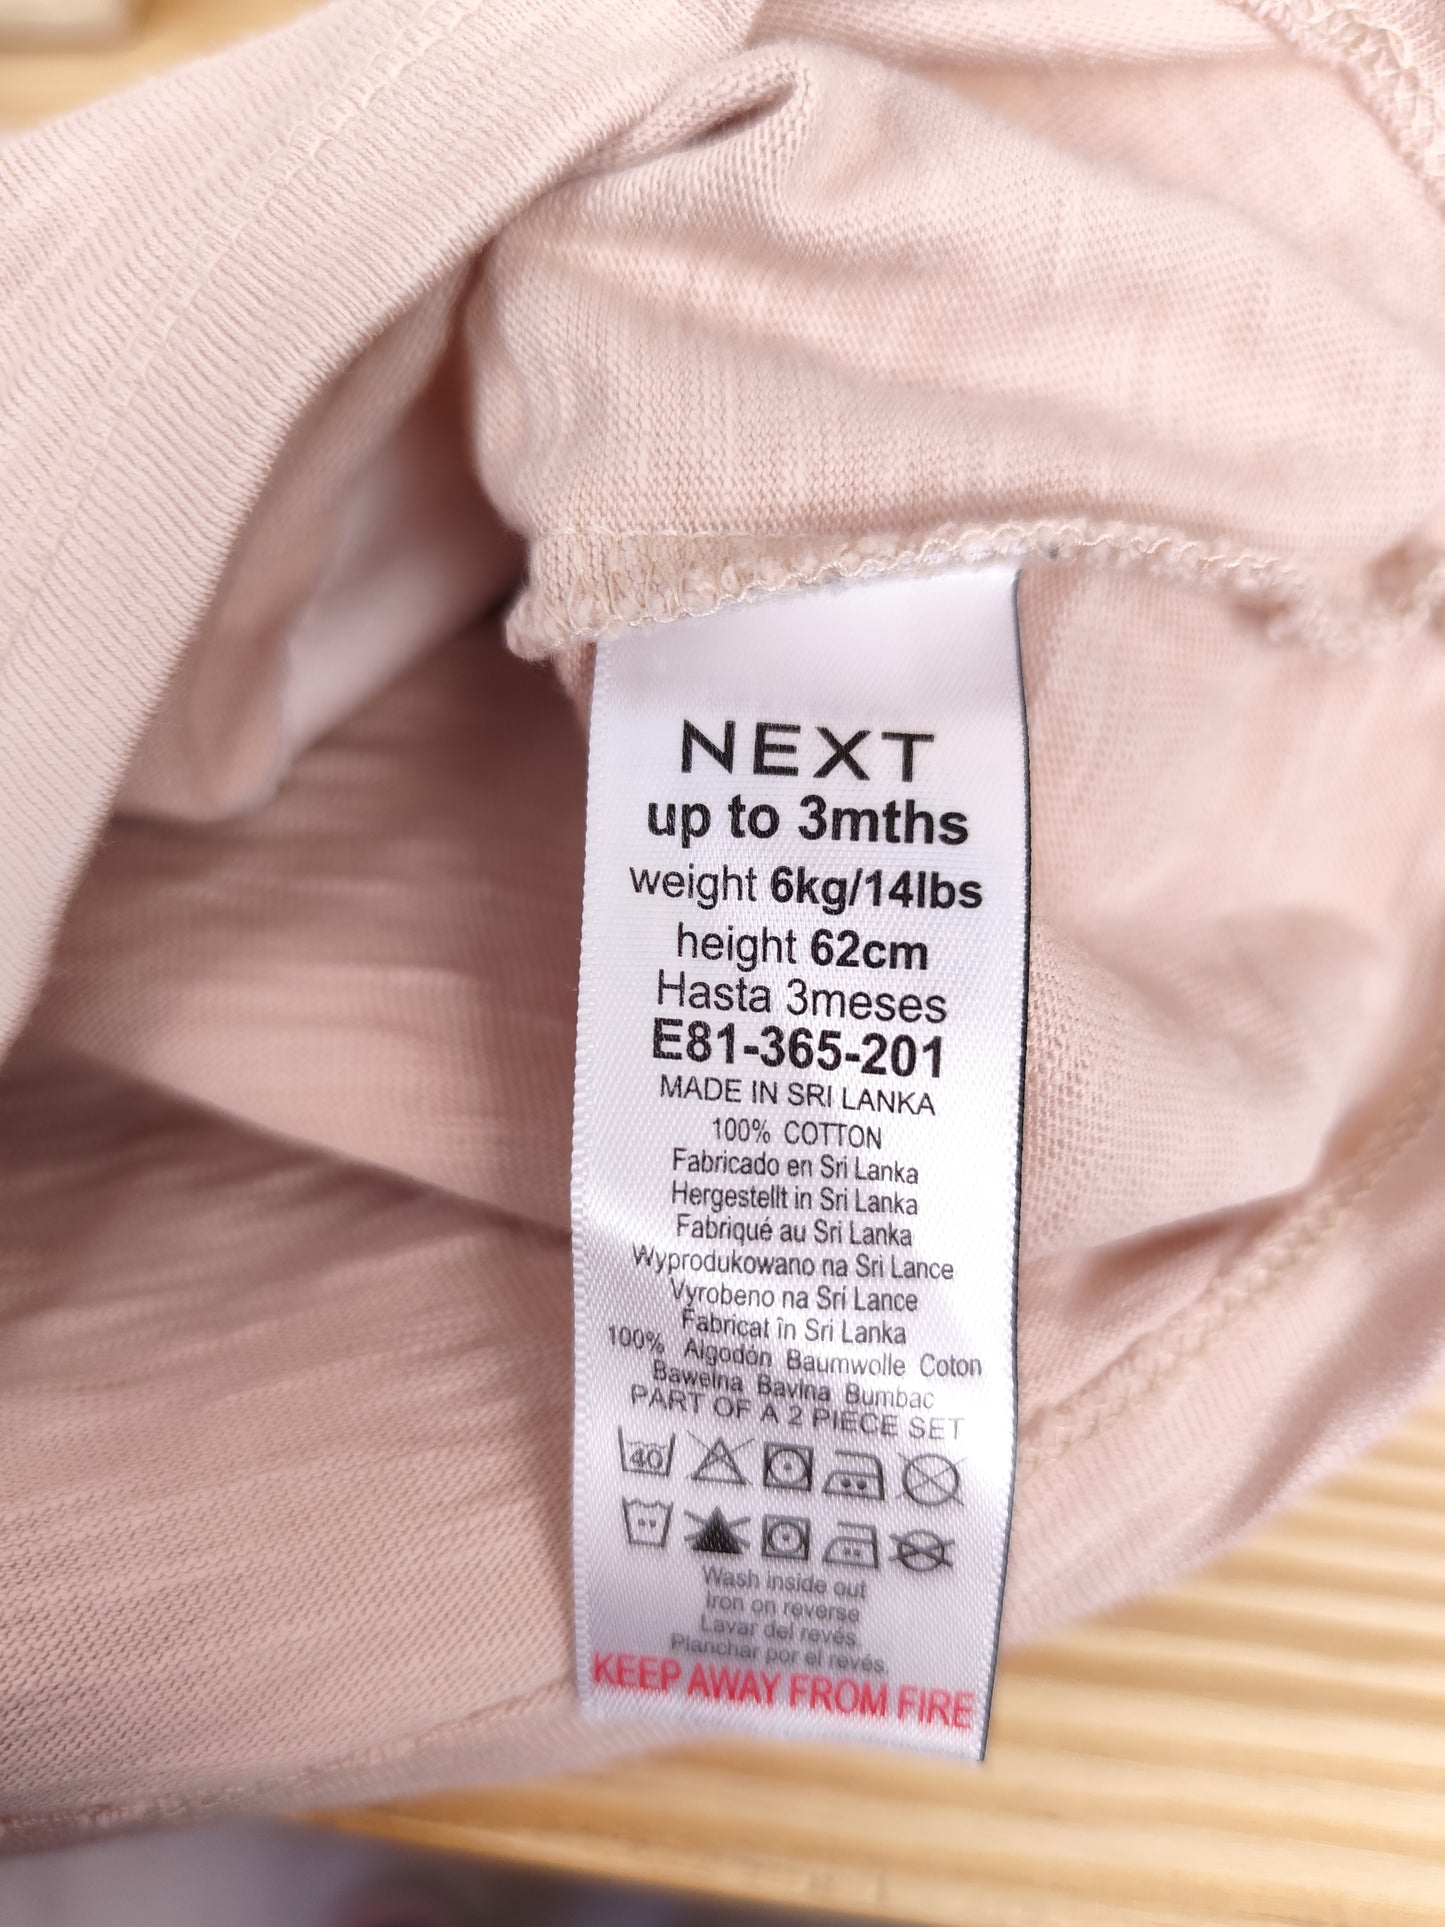 NEXT
up to 3mths
weight 6kg/14lbs
height 62cm
Hasta 3meses
E81-365-201
MADE IN SRI LANKA
100% COTTON
Fabricado en Sri Lanka
Hergestellt in Sri Lanka
Fabriqué au Sri Lanka
Wyprodukowano na Sri Lance
Vyrobeno na Srí Lance
Fabricat în Sri Lanka
100% Algodón Baumwolle Coton
Bawełna Bavlna Bumbac
PART OF A 2 PIECE SET
40
Wash inside out
Iron on reverse
Lavar del revés.
Planchar por el revés.
KEEP AWAY FROM FIRE